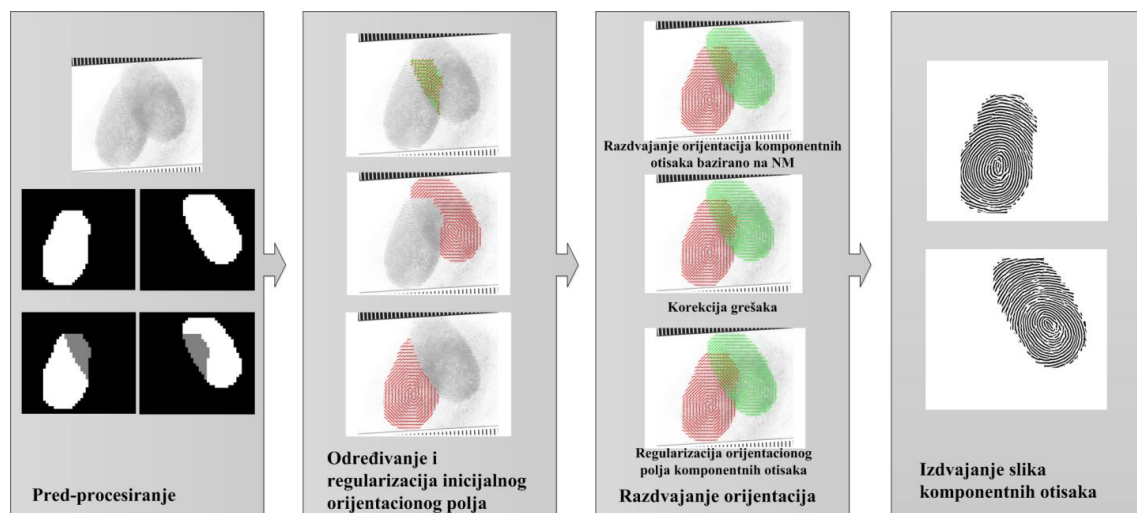 Pred-procesiranje
Određivanje i
regularizacija inicijalnog
orijentacionog polja
Razdvajanje orijentacija komponentnih
otisaka bazirano na NM
Korekcija grešaka
Regularizacija orijentacionog
polja komponentnih otisaka
Razdvajanje orijentacija
Izdvajanje slika
komponentnih otisaka